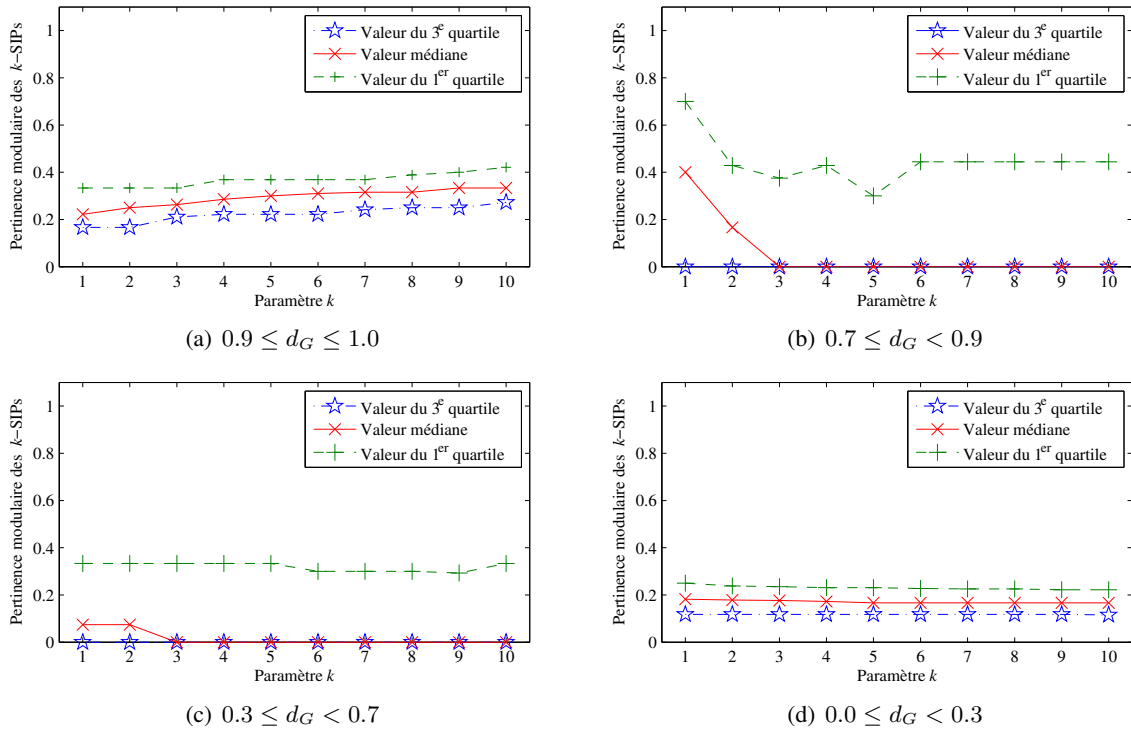 Pertinence modulaire des k−SIPs
1
0.8
0.6
0.4
0.2
0
Valeur du 3e quartile
Valeur médiane
Valeur du 1er quartile
1 2 3 4 5 6 7 8 9 10
Paramètre k
(a) 0.9 ≤ d_G ≤ 1.0
Pertinence modulaire des k−SIPs
1
0.8
0.6
0.4
0.2
0
Valeur du 3e quartile
Valeur médiane
Valeur du 1er quartile
1 2 3 4 5 6 7 8 9 10
Paramètre k
(b) 0.7 ≤ d_G < 0.9
Pertinence modulaire des k−SIPs
1
0.8
0.6
0.4
0.2
0
Valeur du 3e quartile
Valeur médiane
Valeur du 1er quartile
1 2 3 4 5 6 7 8 9 10
Paramètre k
(c) 0.3 ≤ d_G < 0.7
Pertinence modulaire des k−SIPs
1
0.8
0.6
0.4
0.2
0
Valeur du 3e quartile
Valeur médiane
Valeur du 1er quartile
1 2 3 4 5 6 7 8 9 10
Paramètre k
(d) 0.0 ≤ d_G < 0.3